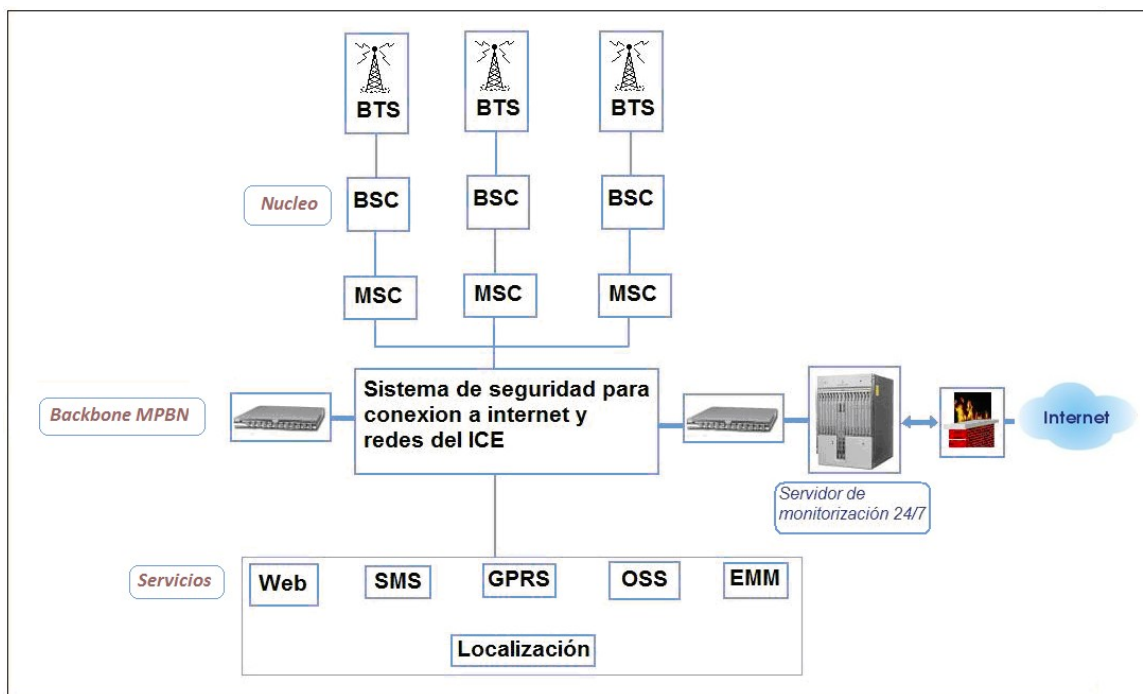 BTS
BTS
BTS
Nucleo
BSC
BSC
BSC
MSC
MSC
MSC
Backbone MPBN
Sistema de seguridad para
conexion a internet y
redes del ICE
Internet
Servidor de
monitorización 24/7
Servicios
Web
SMS
GPRS
OSS
EMM
Localización